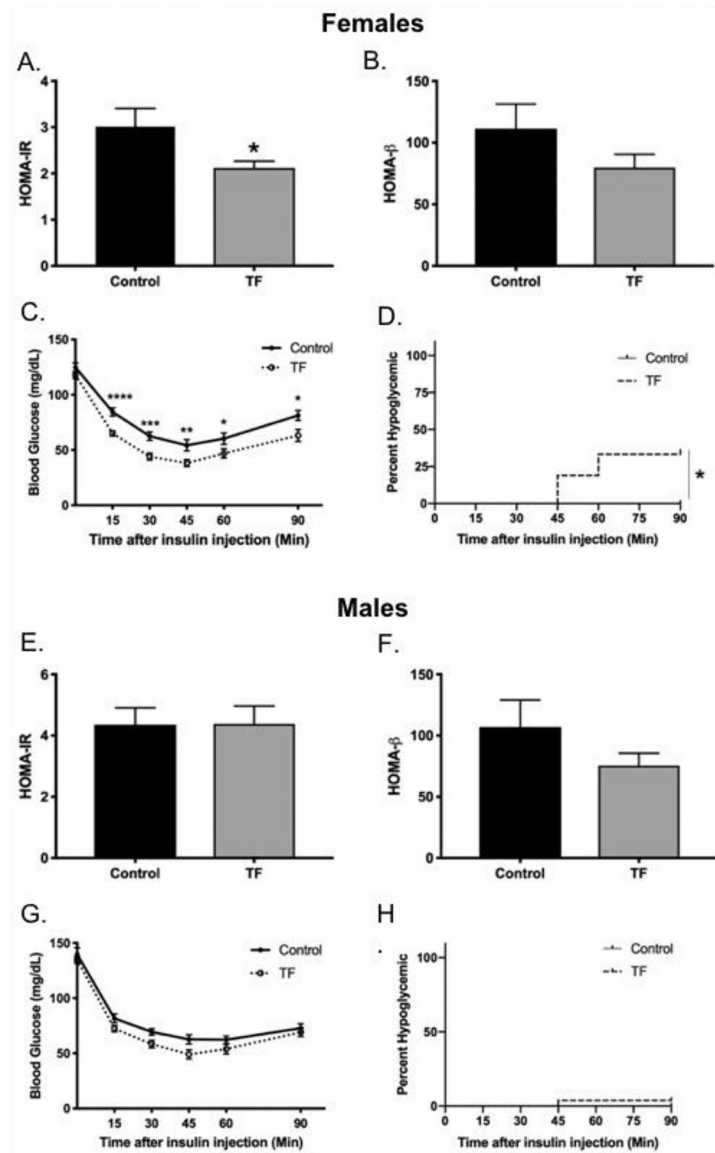 Females
A.
B.
4
3
2
1
0
HOMA-IR
*
Control TF
150
100
50
0
HOMA-β
Control TF
C.
D.
150
100
50
0
Blood Glucose (mg/dL)
Control
TF
**** *** ** * *
15 30 45 60 90
Time after insulin injection (Min)
100
75
50
25
0
Percent Hypoglycemic
Control
TF
*
0 15 30 45 60 75 90
Time after insulin injection (Min)
Males
E.
F.
6
4
2
0
HOMA-IR
Control TF
150
100
50
0
HOMA-β
Control TF
G.
H
.
150
100
50
0
Blood Glucose (mg/dL)
Control
TF
15 30 45 60 90
Time after insulin injection (Min)
100
50
0
Percent Hypoglycemic
Control
TF
0 15 30 45 60 75 90
Time after insulin injection (Min)